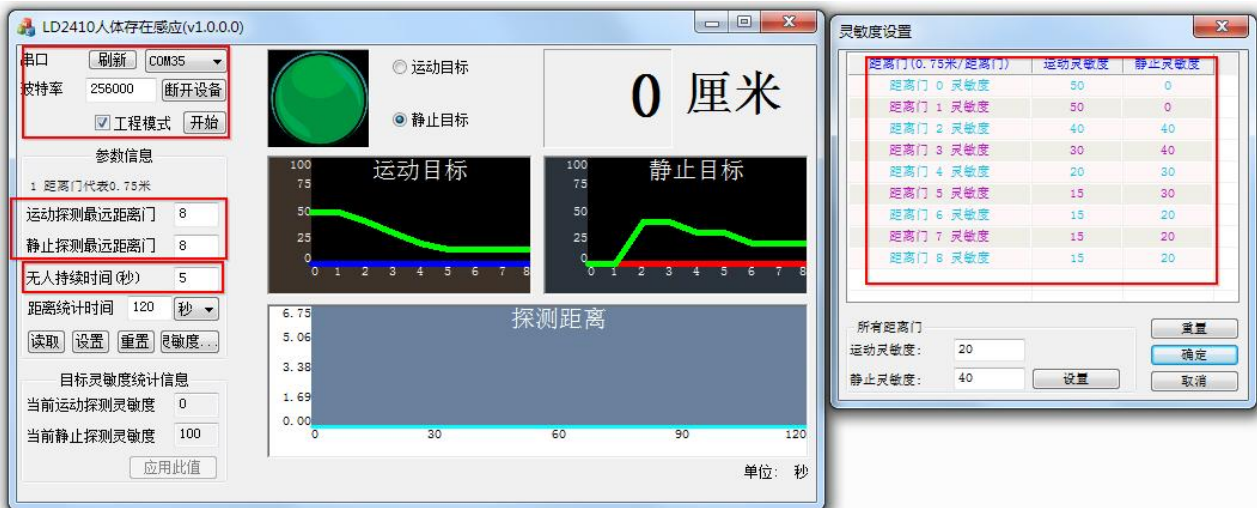 LD2410人体存在感应(v1.0.0.0)
串口 刷新 COM35
波特率 256000 断开设备
工程模式 开始
参数信息
1 距离门代表0.75米
运动探测最远距离门 8
静止探测最远距离门 8
无人持续时间(秒) 5
距离统计时间 120 秒
读取 设置 重置 灵敏度...
目标灵敏度统计信息
当前运动探测灵敏度 0
当前静止探测灵敏度 100
应用此值
运动目标
静止目标
0 厘米
运动目标
100
75
50
25
0
0 1 2 3 4 5 6 7 8
静止目标
100
75
50
25
0
0 1 2 3 4 5 6 7 8
探测距离
6.75
5.06
3.38
1.69
0.00
0 30 60 90 120
单位: 秒
灵敏度设置
距离门(0.75米/距离门) 运动灵敏度 静止灵敏度
距离门 0 灵敏度 50 0
距离门 1 灵敏度 50 0
距离门 2 灵敏度 40 40
距离门 3 灵敏度 30 40
距离门 4 灵敏度 20 30
距离门 5 灵敏度 15 30
距离门 6 灵敏度 15 20
距离门 7 灵敏度 15 20
距离门 8 灵敏度 15 20
所有距离门
运动灵敏度: 20
静止灵敏度: 40 设置
重置
确定
取消